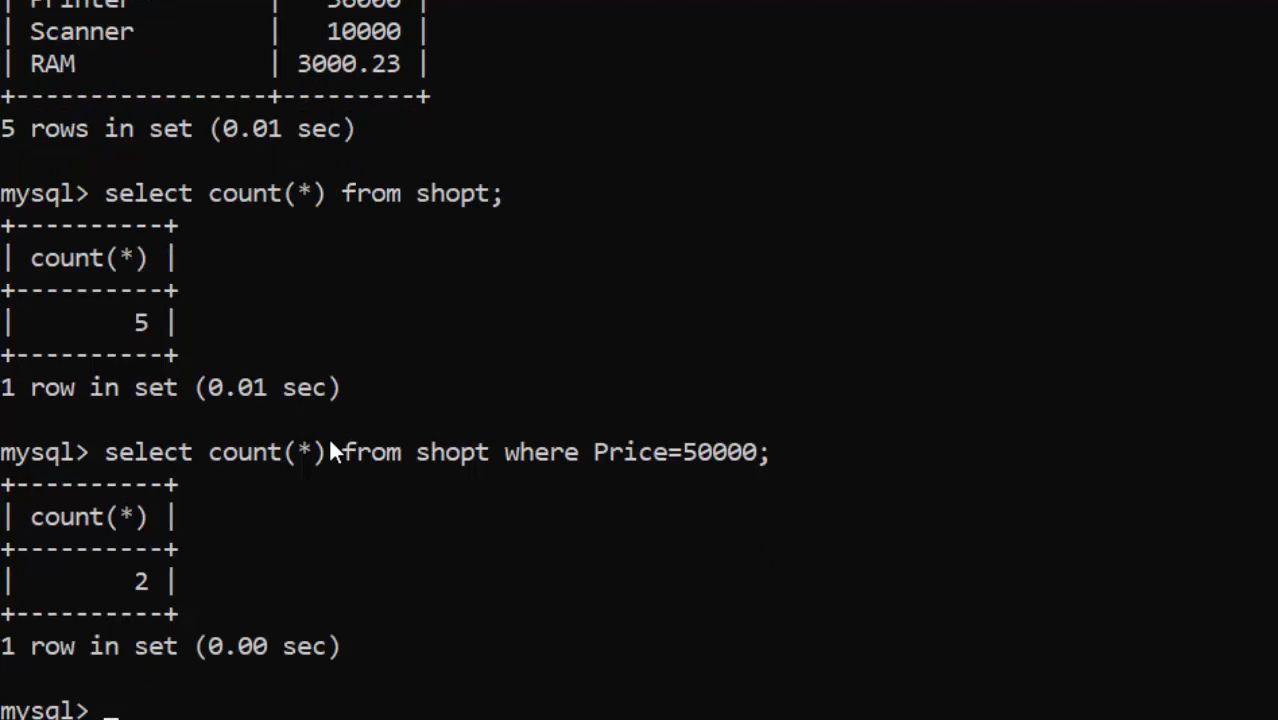 | Printer | 50000 |
| Scanner | 10000 |
| RAM | 3000.23 |
+-----------------+---------+
5 rows in set (0.01 sec)
mysql> select count(*) from shopt;
+----------+
| count(*) |
+----------+
| 5 |
+----------+
1 row in set (0.01 sec)
mysql> select count(*) from shopt where Price=50000;
+----------+
| count(*) |
+----------+
| 2 |
+----------+
1 row in set (0.00 sec)
mysql> _